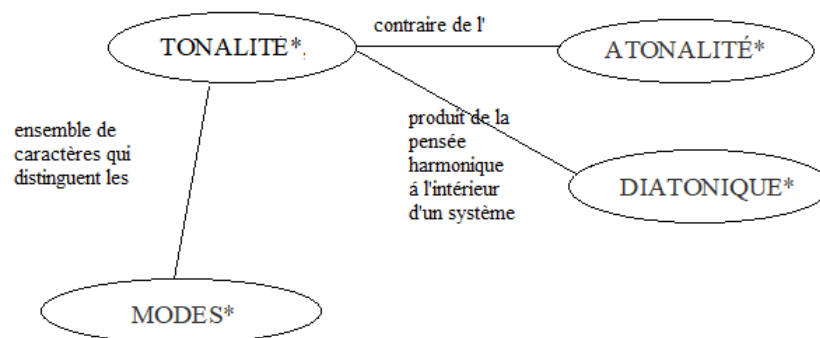 TONALITÉ*
contraire de l'
ATONALITÉ*
ensemble de
caractères qui
distinguent les
produit de la
pensée
harmonique
á l'intérieur
d'un système
DIATONIQUE*
MODES*